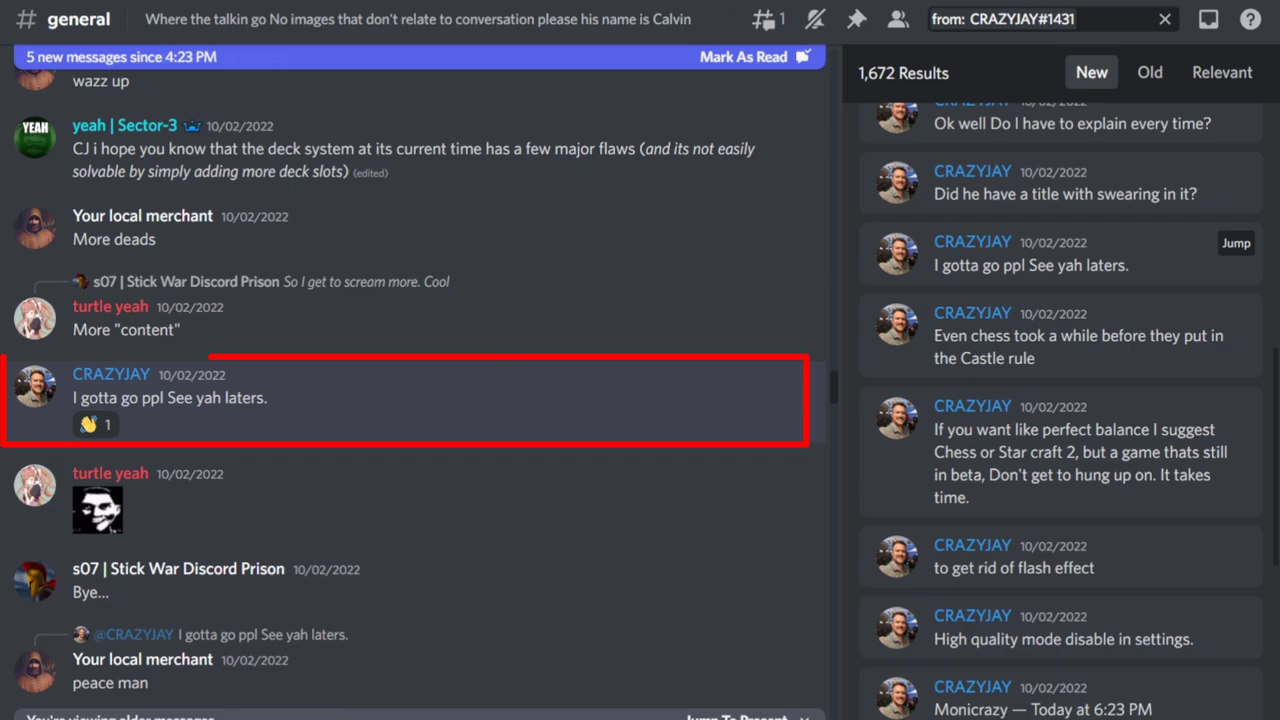 # general
Where the talkin go No images that don't relate to conversation please his name is Calvin
1
from: CRAZYJAY#1431
5 new messages since 4:23 PM
Mark As Read
wazz up
YEAH
yeah | Sector-3 10/02/2022
CJ i hope you know that the deck system at its current time has a few major flaws (and its not easily
solvable by simply adding more deck slots) (edited)
Your local merchant 10/02/2022
More deads
s07 | Stick War Discord Prison So I get to scream more. Cool
turtle yeah 10/02/2022
More "content"
CRAZYJAY 10/02/2022
I gotta go ppl See yah laters.
1
turtle yeah 10/02/2022
s07 | Stick War Discord Prison 10/02/2022
Bye...
@CRAZYJAY I gotta go ppl See yah laters.
Your local merchant 10/02/2022
peace man
You're viewing older messages
Jump To Present
1,672 Results
New
Old
Relevant
CRAZYJAY 10/02/2022
Ok well Do I have to explain every time?
CRAZYJAY 10/02/2022
Did he have a title with swearing in it?
CRAZYJAY 10/02/2022
Jump
I gotta go ppl See yah laters.
CRAZYJAY 10/02/2022
Even chess took a while before they put in
the Castle rule
CRAZYJAY 10/02/2022
If you want like perfect balance I suggest
Chess or Star craft 2, but a game thats still
in beta, Don't get to hung up on. It takes
time.
CRAZYJAY 10/02/2022
to get rid of flash effect
CRAZYJAY 10/02/2022
High quality mode disable in settings.
CRAZYJAY 10/02/2022
Monicrazy — Today at 6:23 PM